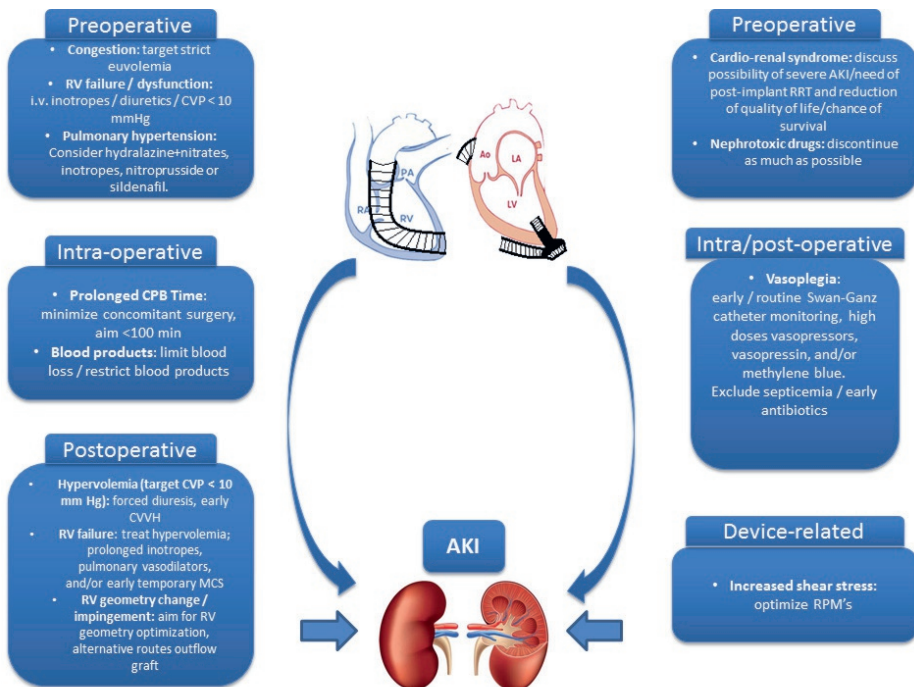 Preoperative
• Congestion: target strict
euvolemia
• RV failure / dysfunction:
i.v. inotropes / diuretics / CVP < 10
mmHg
• Pulmonary hypertension:
Consider hydralazine+nitrates,
inotropes, nitroprusside or
sildenafil.
Intra-operative
• Prolonged CPB Time:
minimize concomitant surgery,
aim <100 min
• Blood products: limit blood
loss / restrict blood products
Postoperative
• Hypervolemia (target CVP < 10
mm Hg): forced diuresis, early
CVVH
• RV failure: treat hypervolemia;
prolonged inotropes,
pulmonary vasodilators,
and/or early temporary MCS
• RV geometry change /
impingement: aim for RV
geometry optimization,
alternative routes outflow
graft
PA
RA
RV
Ao
LA
LV
AKI
Preoperative
• Cardio-renal syndrome: discuss
possibility of severe AKI/need of
post-implant RRT and reduction
of quality of life/chance of
survival
• Nephrotoxic drugs: discontinue
as much as possible
Intra/post-operative
• Vasoplegia:
early / routine Swan-Ganz
catheter monitoring, high
doses vasopressors,
vasopressin, and/or
methylene blue.
Exclude septicemia / early
antibiotics
Device-related
• Increased shear stress:
optimize RPM's